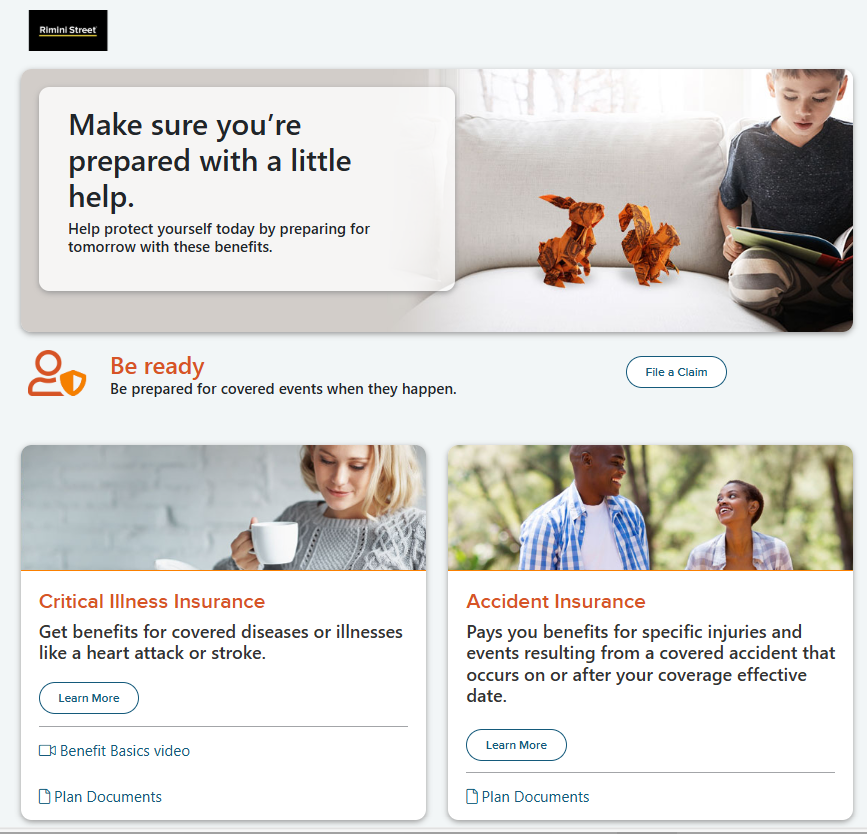 Rimini Street
Make sure you’re
prepared with a little
help.
Help protect yourself today by preparing for
tomorrow with these benefits.
Be ready
Be prepared for covered events when they happen.
File a Claim
Critical Illness Insurance
Get benefits for covered diseases or illnesses
like a heart attack or stroke.
Learn More
Benefit Basics video
Plan Documents
Accident Insurance
Pays you benefits for specific injuries and
events resulting from a covered accident that
occurs on or after your coverage effective
date.
Learn More
Plan Documents